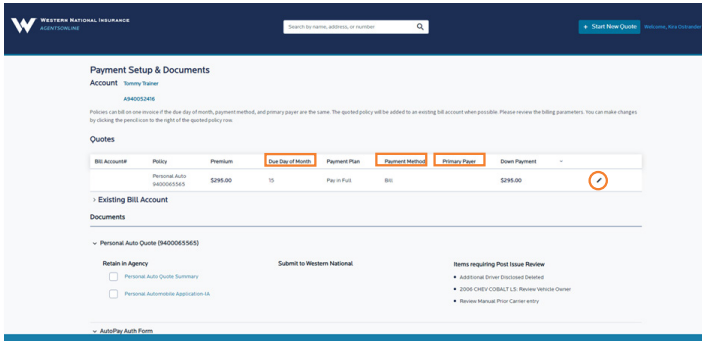 WESTERN NATIONAL INSURANCE
AGENTSONLINE
Search by name, address, or number
+ Start New Quote
Welcome, Kira Ostrander
Payment Setup & Documents
Account Tommy Trainer
A940052416
Policies can bill on one invoice if the due day of month, payment method, and primary payer are the same. The quoted policy will be added to an existing bill account when possible. Please review the billing parameters. You can make changes
by clicking the pencil icon to the right of the quoted policy row.
Quotes
Bill Account# Policy Premium Due Day of Month Payment Plan Payment Method Primary Payer Down Payment -
Personal Auto
9400065565 $295.00 15 Pay in Full Bill $295.00
> Existing Bill Account
Documents
Personal Auto Quote (9400065565)
Retain in Agency Submit to Western National Items requiring Post Issue Review
Personal Auto Quote Summary
Personal Automobile Application-IA
• Additional Driver Disclosed Deleted
• 2006 CHEV COBALT LS: Review Vehicle Owner
• Review Manual Prior Carrier entry
AutoPay Auth Form